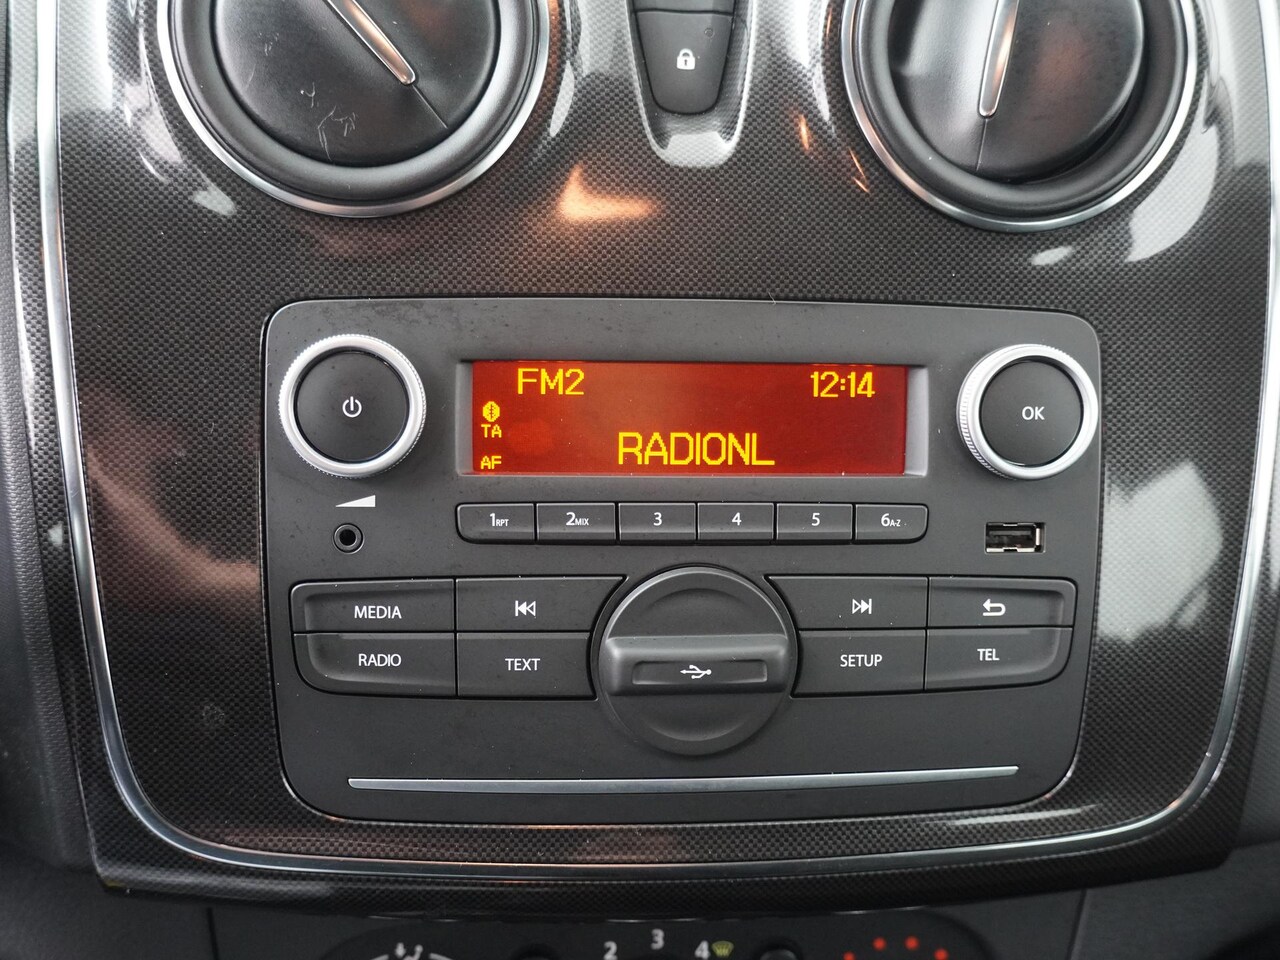 FM2 12:14
TA
RADIONL
AF
OK
1RPT 2MIX 3 4 5 6A-Z
MEDIA
RADIO TEXT SETUP TEL
2 3 4